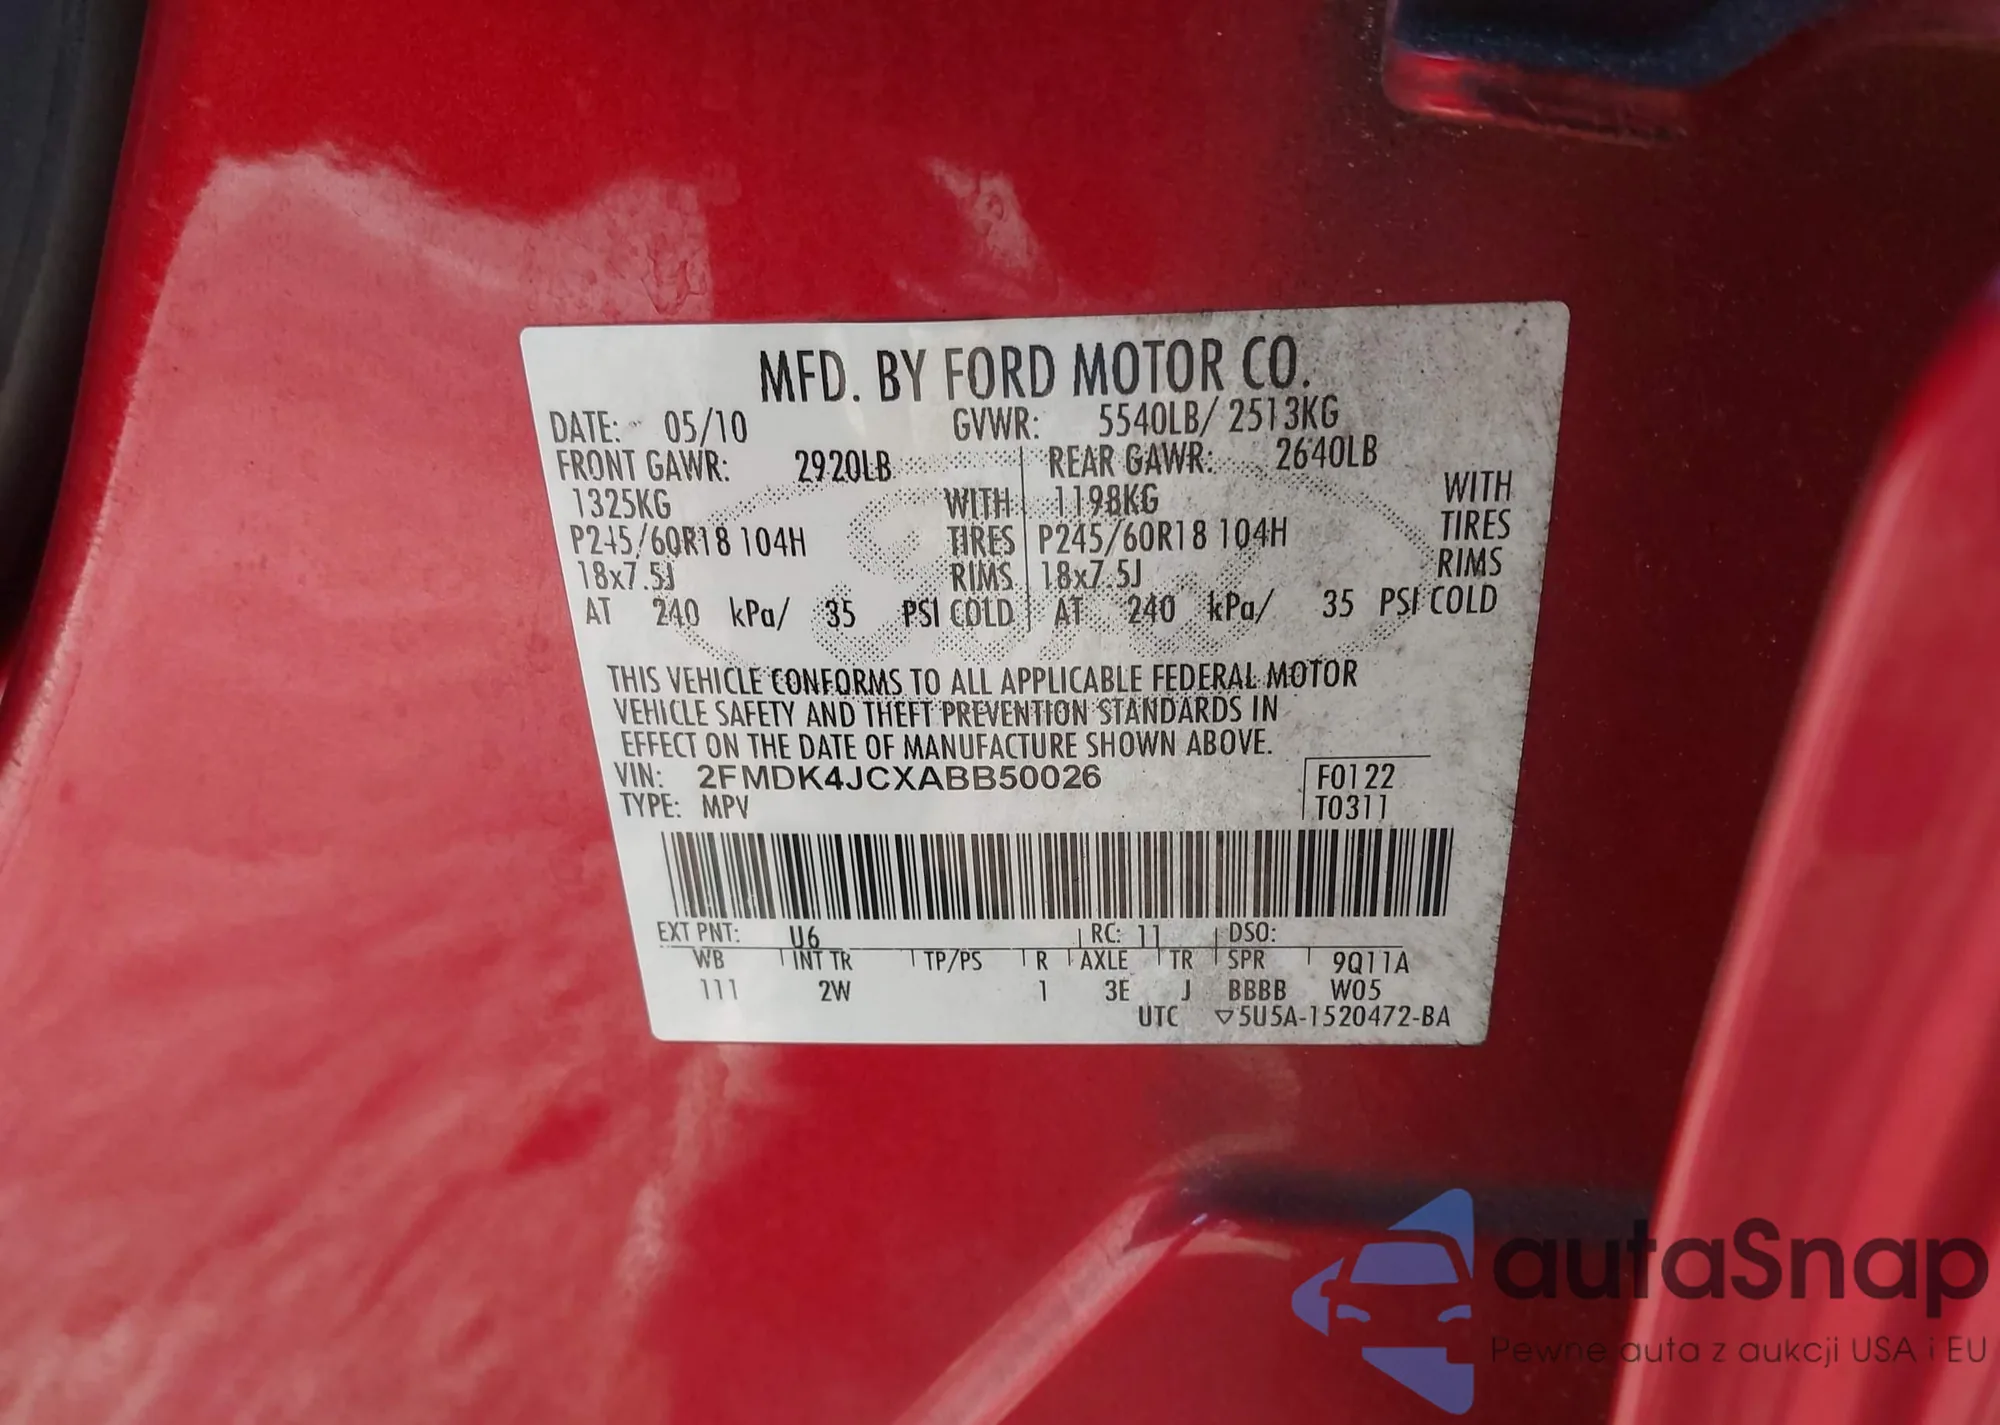 MFD. BY FORD MOTOR CO.
DATE: 05/10 GVWR: 5540LB/ 2513KG
FRONT GAWR: 2920LB REAR GAWR: 2640LB
1325KG WITH 1198KG WITH
P245/60R18 104H TIRES P245/60R18 104H TIRES
18x7.5J RIMS 18x7.5J RIMS
AT 240 kPa/ 35 PSI COLD AT 240 kPa/ 35 PSI COLD
THIS VEHICLE CONFORMS TO ALL APPLICABLE FEDERAL MOTOR
VEHICLE SAFETY AND THEFT PREVENTION STANDARDS IN
EFFECT ON THE DATE OF MANUFACTURE SHOWN ABOVE.
VIN: 2FMDK4JCXABB50026 F0122
TYPE: MPV T0311
EXT PNT: U6 RC: 11 DSO:
WB INT TR TP/PS R AXLE TR SPR 9Q11A
111 2W 1 3E J BBBB W05
UTC ▽5U5A-1520472-BA
autaSnap
Pewne auta z aukcji USA i EU